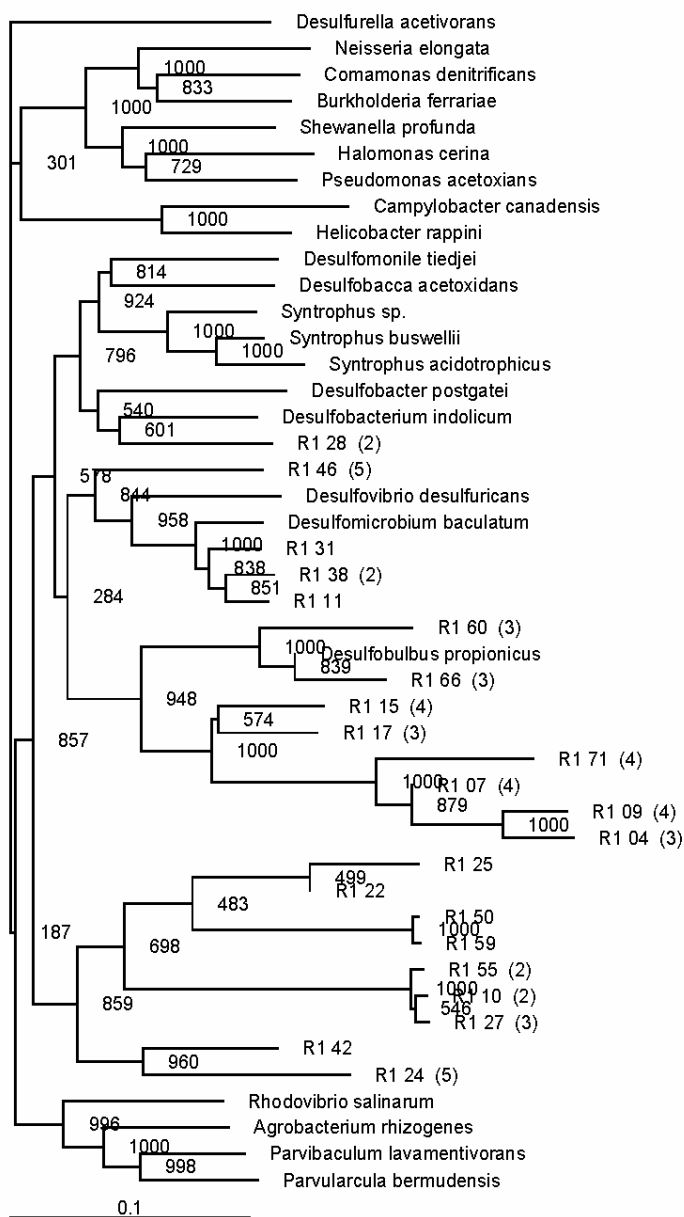 Desulfurella acetivorans
Neisseria elongata
1000
Comamonas denitrificans
833
Burkholderia ferrariae
1000
Shewanella profunda
1000
Halomonas cerina
301
729
Pseudomonas acetoxians
Campylobacter canadensis
1000
Helicobacter rappini
Desulfomonile tiedjei
814
Desulfobacca acetoxidans
924
Syntrophus sp.
1000
Syntrophus buswellii
796
1000
Syntrophus acidotrophicus
Desulfobacter postgatei
540
Desulfobacterium indolicum
601
R1 28 (2)
578
R1 46 (5)
844
Desulfovibrio desulfuricans
958
Desulfomicrobium baculatum
1000
R1 31
838
R1 38 (2)
851
284
R1 11
R1 60 (3)
1000
Desulfobulbus propionicus
839
R1 66 (3)
948
R1 15 (4)
574
857
R1 17 (3)
1000
R1 71 (4)
1000
R1 07 (4)
879
R1 09 (4)
1000
R1 04 (3)
R1 25
499
R1 22
483
R1 50
187
1000
698
R1 59
R1 55 (2)
859
1000
R1 10 (2)
546
R1 27 (3)
R1 42
960
R1 24 (5)
Rhodovibrio salinarum
996
Agrobacterium rhizogenes
1000
Parvibaculum lavamentivorans
998
Parvularcula bermudensis
0.1